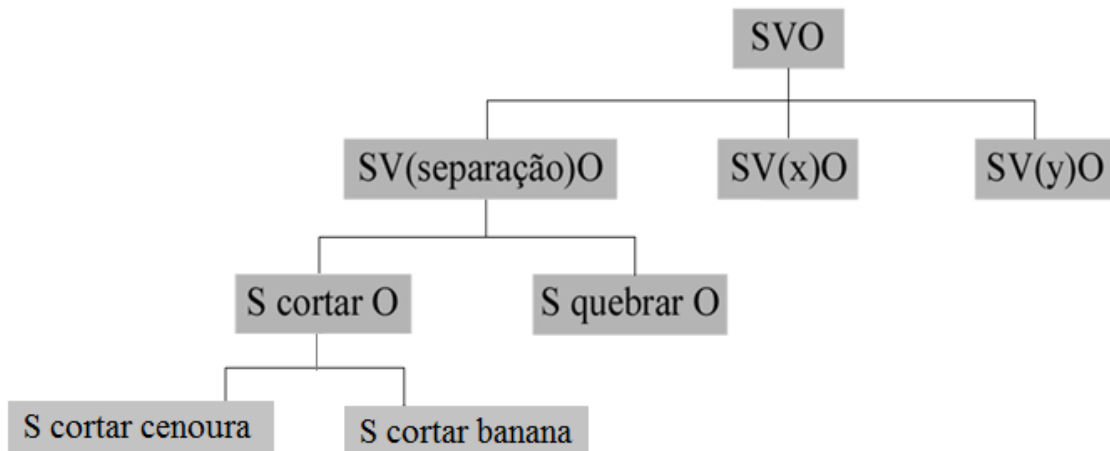 SVO
SV(separação)O
SV(x)O
SV(y)O
S cortar O
S quebrar O
S cortar cenoura
S cortar banana